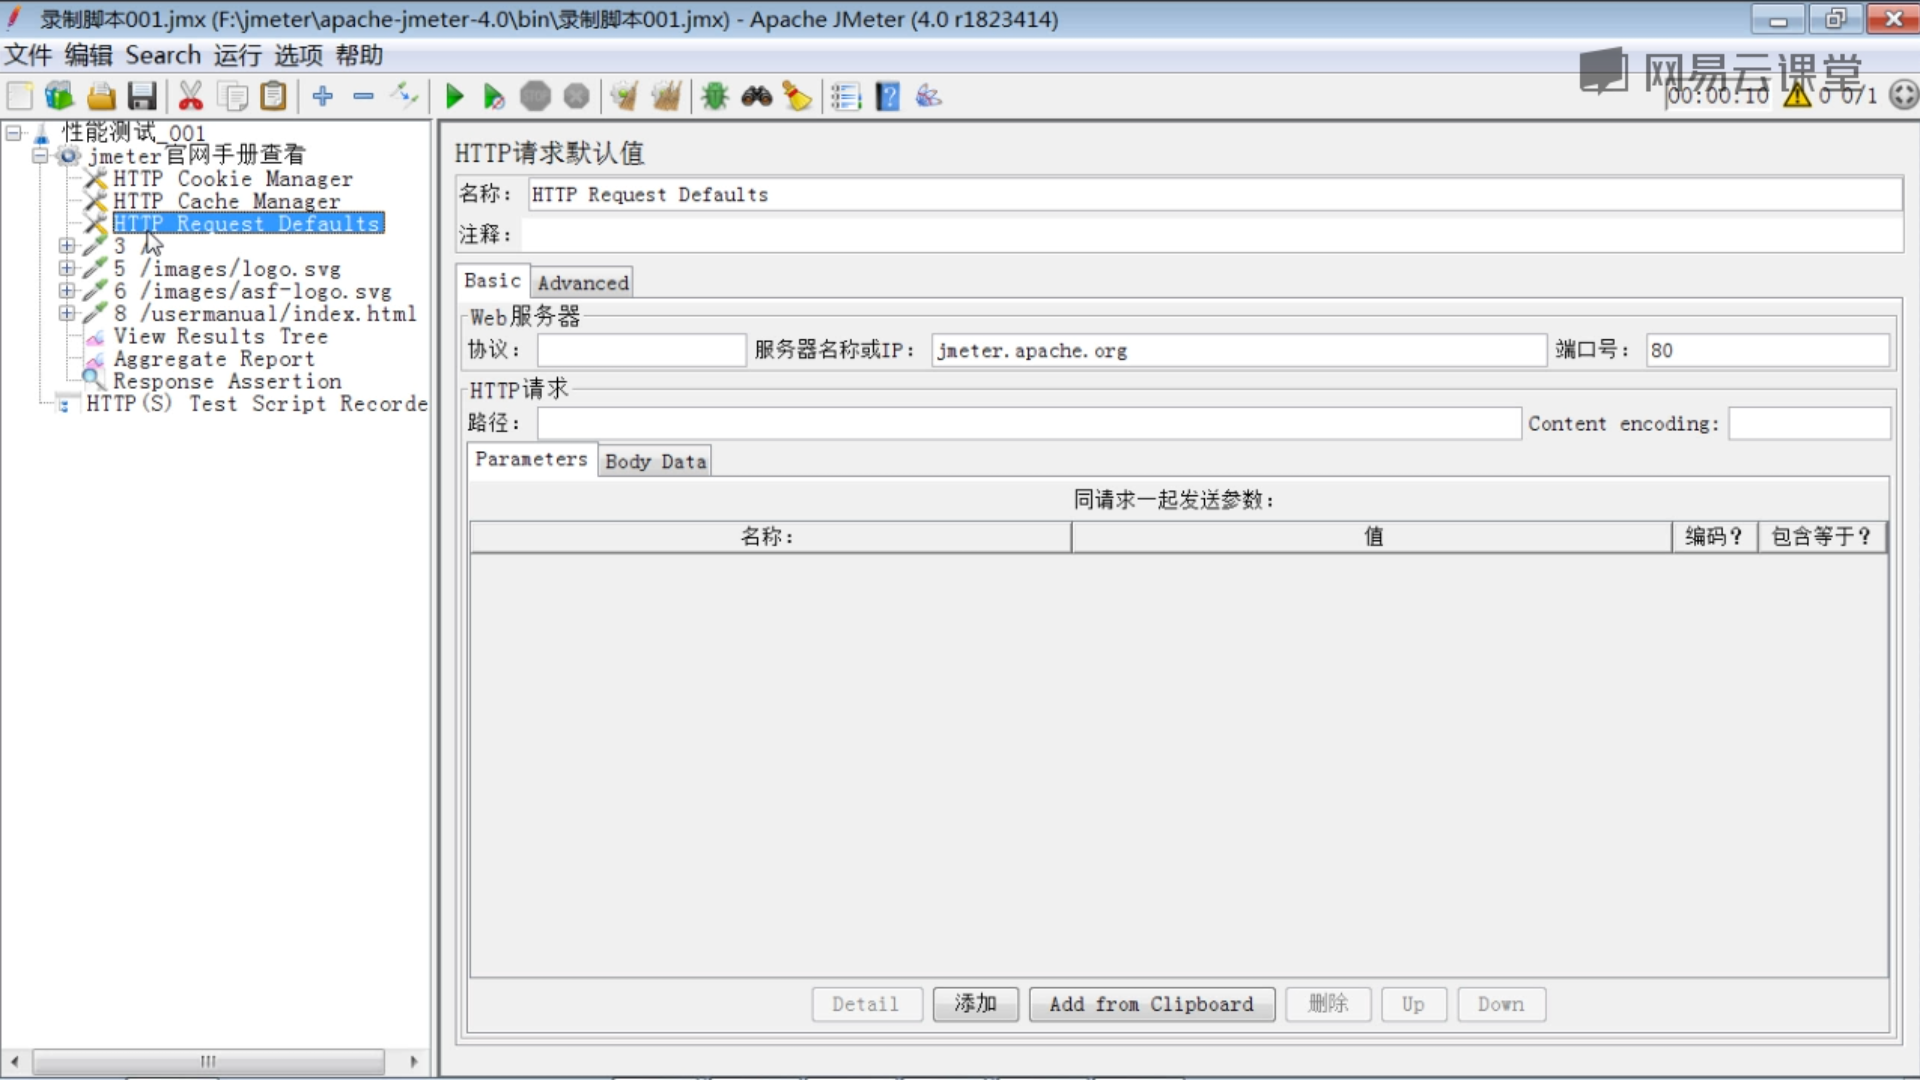 录制脚本001.jmx (F:\jmeter\apache-jmeter-4.0\bin\录制脚本001.jmx) - Apache JMeter (4.0 r1823414)
文件 编辑 Search 运行 选项 帮助
网易云课堂
00:00:10 0 0/1
性能测试_001
jmeter官网手册查看
HTTP Cookie Manager
HTTP Cache Manager
HTTP Request Defaults
3 /
5 /images/logo.svg
6 /images/asf-logo.svg
8 /usermanual/index.html
View Results Tree
Aggregate Report
Response Assertion
HTTP(S) Test Script Recorde
HTTP请求默认值
名称： HTTP Request Defaults
注释：
Basic Advanced
Web服务器
协议： 服务器名称或IP： jmeter.apache.org 端口号： 80
HTTP请求
路径： Content encoding:
Parameters Body Data
同请求一起发送参数：
名称： 值 编码？ 包含等于？
Detail 添加 Add from Clipboard 删除 Up Down